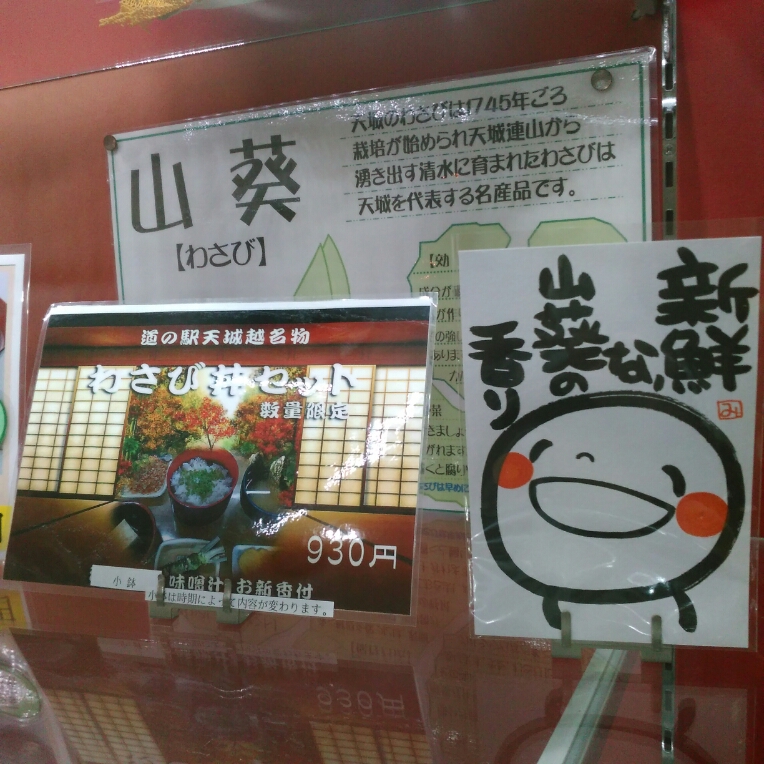 山葵
【わさび】
天城のわさびは1745年ごろ
栽培が始められ天城連山から
湧き出す清水に育まれたわさびは
天城を代表する名産品です。
【効
道の駅天城越名物
わさび丼セット
数量限定
930円
小鉢 味噌汁 お新香付
は時期によって内容が変わります。
新鮮な
山葵の
香り
み